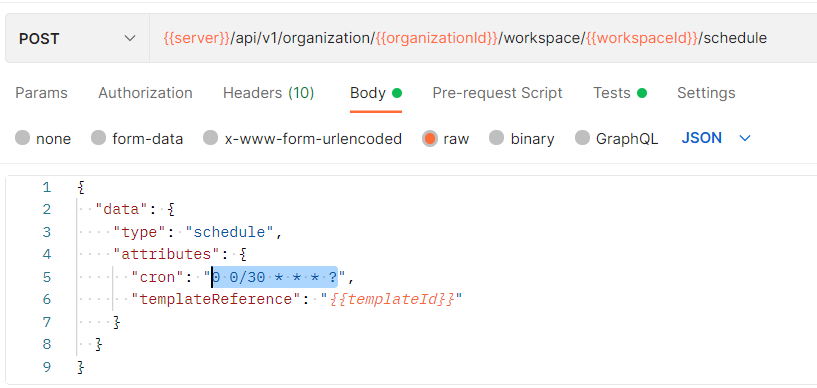 POST {{server}}/api/v1/organization/{{organizationId}}/workspace/{{workspaceId}}/schedule
Params Authorization Headers (10) Body Pre-request Script Tests Settings
none form-data x-www-form-urlencoded raw binary GraphQL JSON
1 {
2 "data": {
3 "type": "schedule",
4 "attributes": {
5 "cron": "0 0/30 * * * ?",
6 "templateReference": "{{templateId}}"
7 }
8 }
9 }